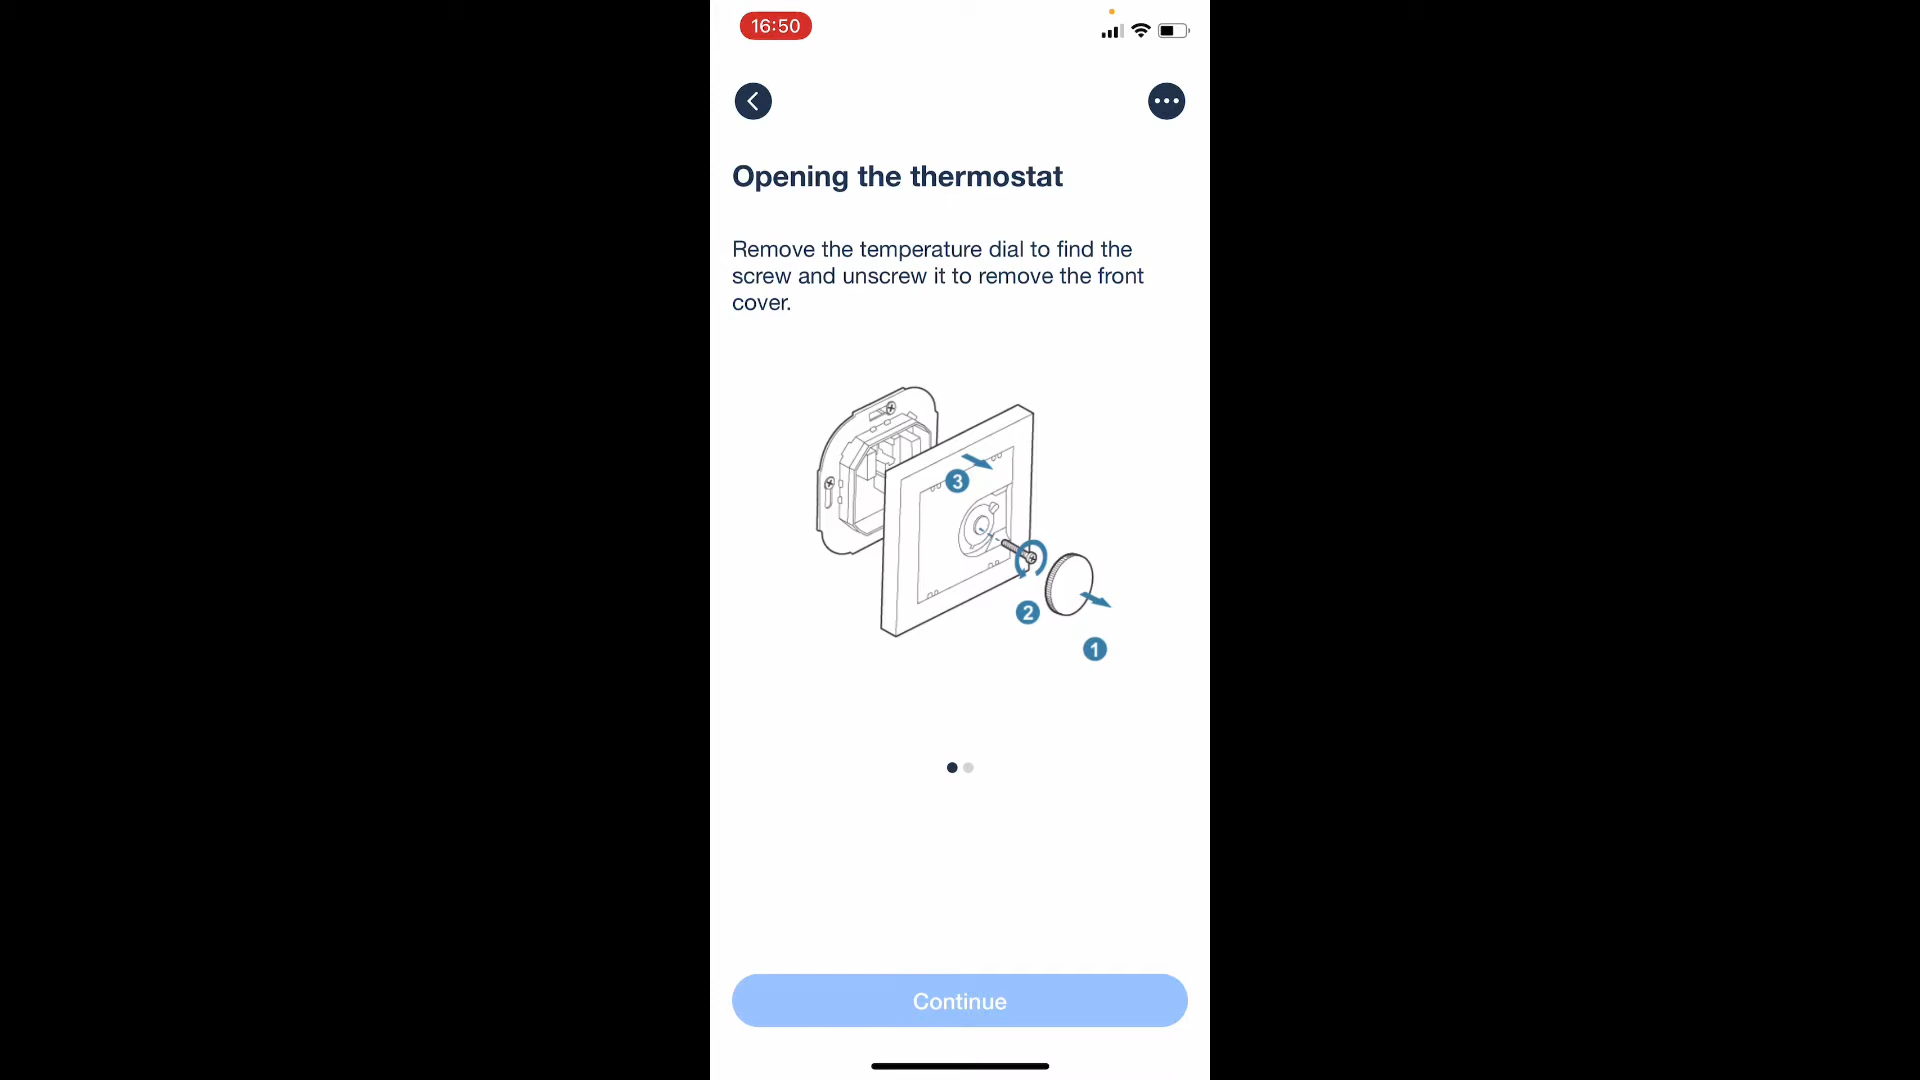 16:50
Opening the thermostat
Remove the temperature dial to find the
screw and unscrew it to remove the front
cover.
3
2
1
Continue